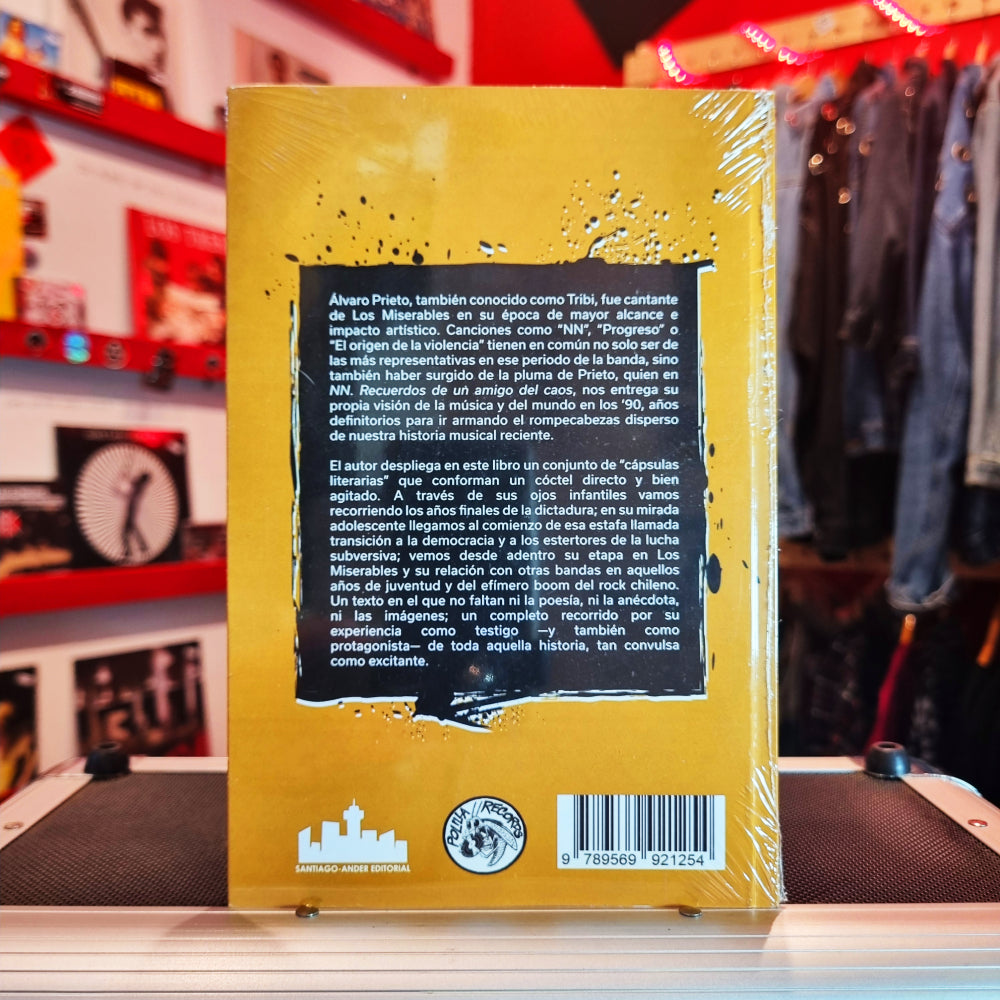 Álvaro Prieto, también conocido como Tribi, fue cantante
de Los Miserables en su época de mayor alcance e
impacto artístico. Canciones como "NN", "Progreso" o
"El origen de la violencia" tienen en común no solo ser de
las más representativas en ese periodo de la banda, sino
también haber surgido de la pluma de Prieto, quien en
NN. Recuerdos de un amigo del caos, nos entrega su
propia visión de la música y del mundo en los '90, años
definitorios para ir armando el rompecabezas disperso
de nuestra historia musical reciente.
El autor despliega en este libro un conjunto de "cápsulas
literarias" que conforman un cóctel directo y bien
agitado. A través de sus ojos infantiles vamos
recorriendo los años finales de la dictadura; en su mirada
adolescente llegamos al comienzo de esa estafa llamada
transición a la democracia y a los estertores de la lucha
subversiva; vemos desde adentro su etapa en Los
Miserables y su relación con otras bandas en aquellos
años de juventud y del efímero boom del rock chileno.
Un texto en el que no faltan ni la poesía, ni la anécdota,
ni las imágenes; un completo recorrido por su
experiencia como testigo —y también como
protagonista— de toda aquella historia, tan convulsa
como excitante.
SANTIAGO-ANDER EDITORIAL
POLILLA // RECORDS
9 789569 921254